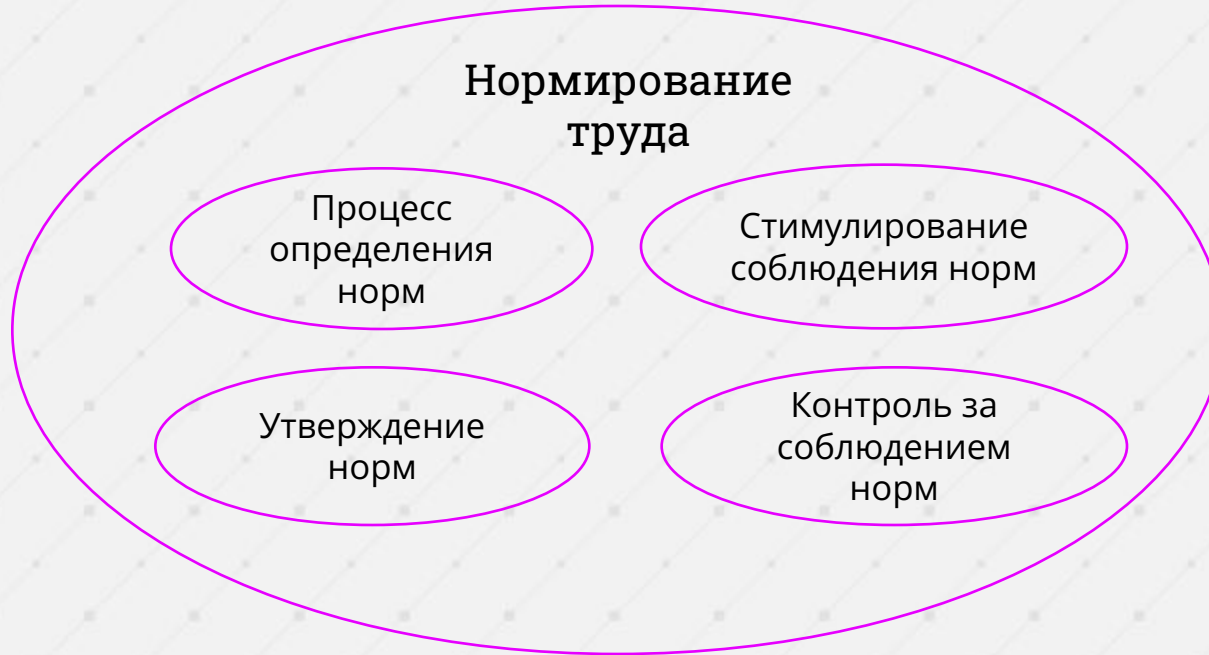 Нормирование
труда
Процесс
определения
норм
Стимулирование
соблюдения норм
Утверждение
норм
Контроль за
соблюдением
норм